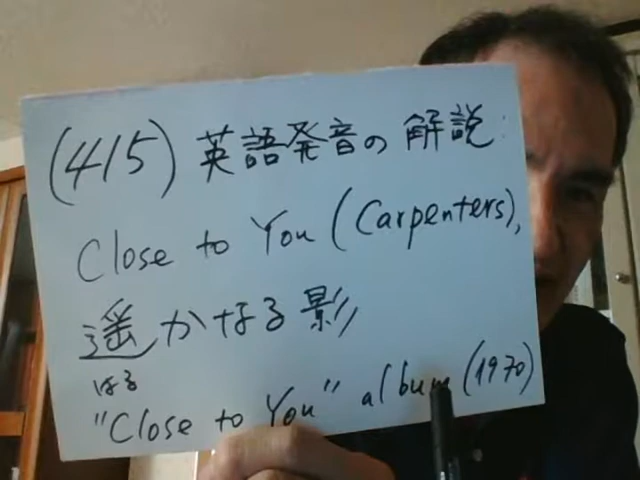 (415) 英語発音の解説:
Close to You (Carpenters),
遥かなる影
はる
"Close to You" album (1970)